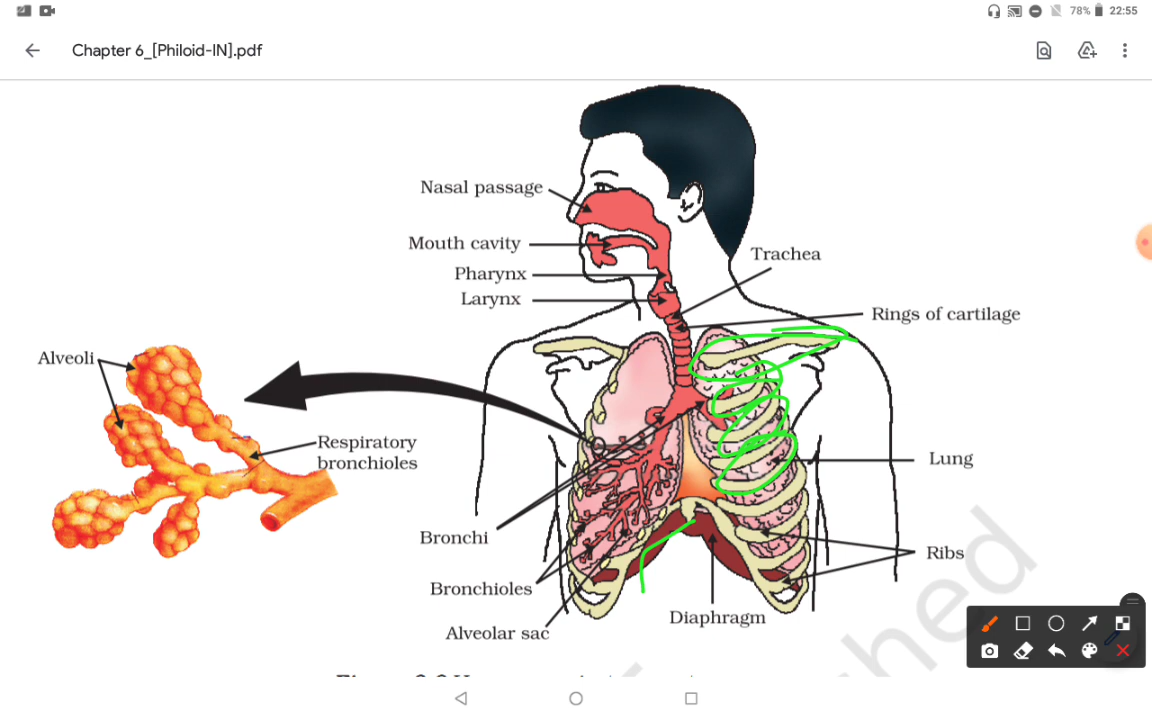 78% 22:55
Chapter 6_[Philoid-IN].pdf
Nasal passage
Mouth cavity
Pharynx
Larynx
Trachea
Rings of cartilage
Alveoli
Respiratory
bronchioles
Lung
Bronchi
Ribs
Bronchioles
Diaphragm
Alveolar sac
hed